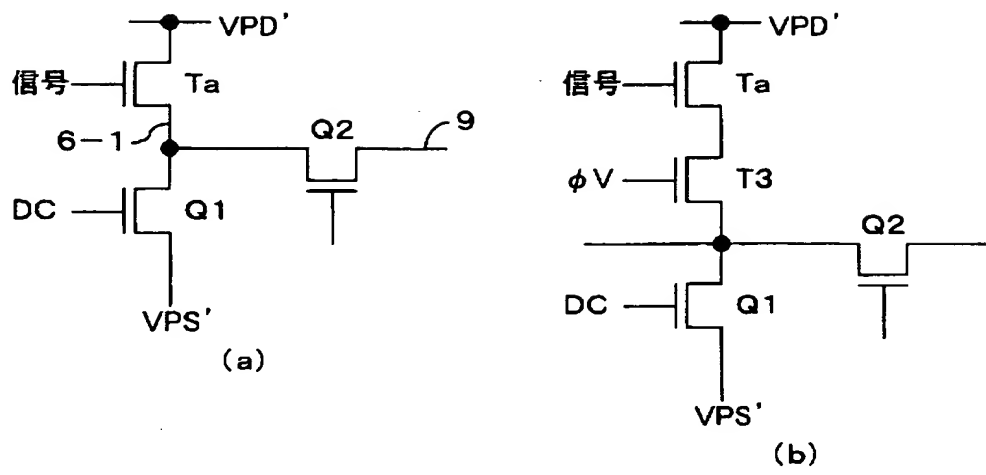 VPD'
信号
Ta
6-1
Q2
9
DC
Q1
VPS'
(a)
VPD'
信号
Ta
φV
T3
Q2
DC
Q1
VPS'
(b)